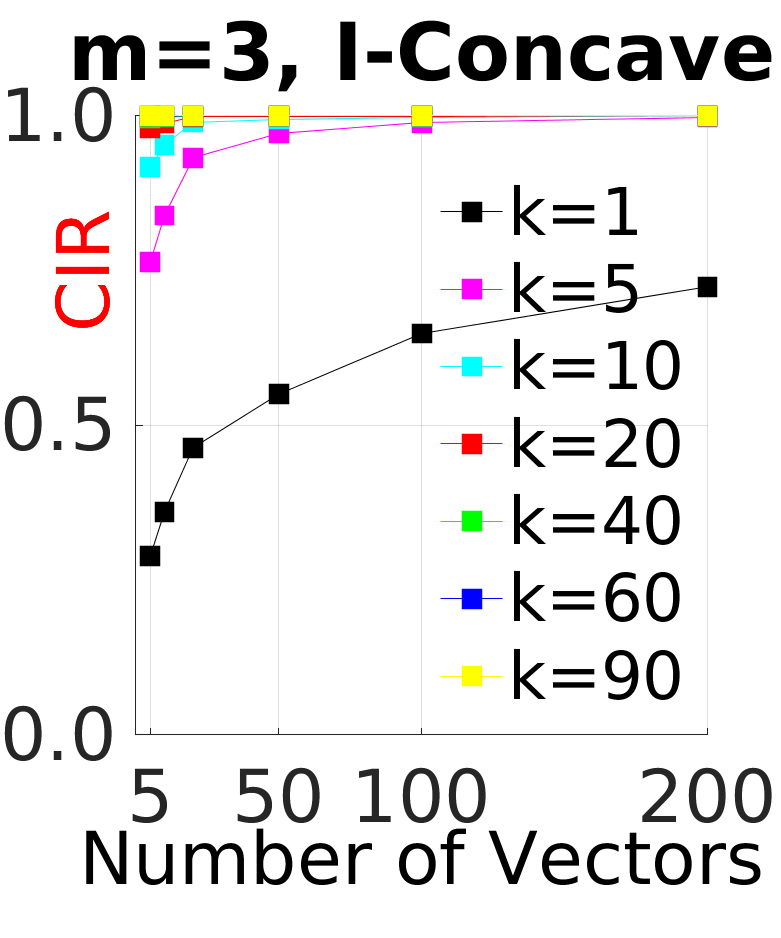 m=3, I-Concave
1.0
CIR
0.5
0.0
k=1
k=5
k=10
k=20
k=40
k=60
k=90
5 50 100 200
Number of Vectors